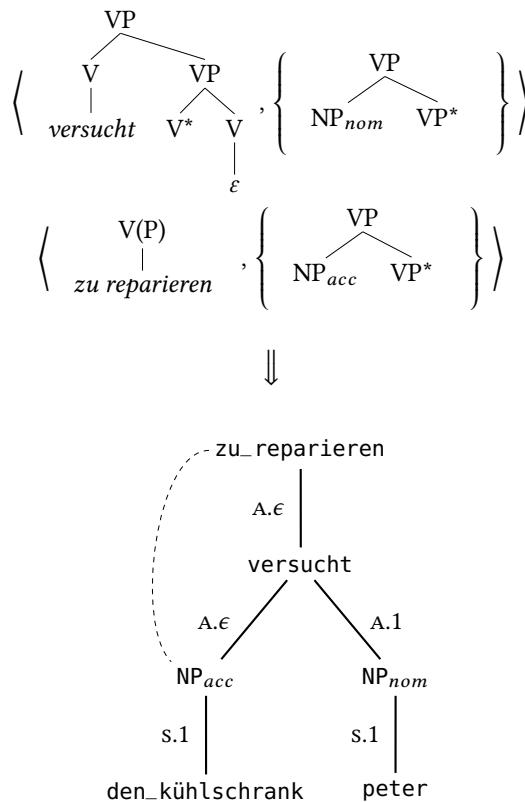 VP
V VP
versucht V* V
ε
,
VP
NPnom VP*
V(P)
zu reparieren
,
VP
NPacc VP*
⇓
zu_reparieren
A.ϵ
versucht
A.ϵ A.1
NPacc NPnom
S.1 S.1
den_kühlschrank peter